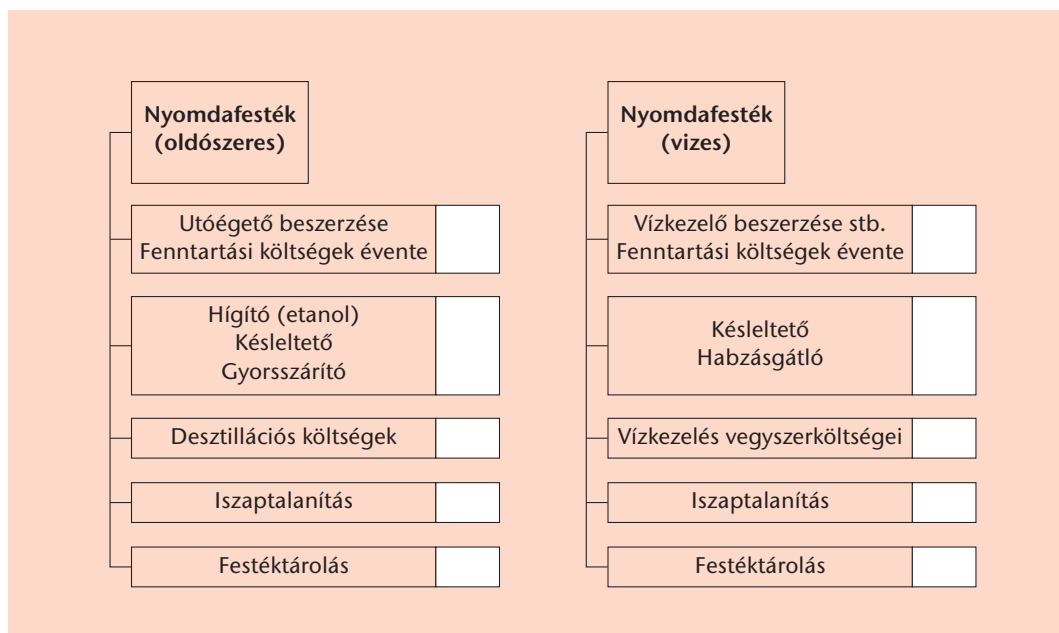 Nyomdafesték
(oldószeres)
Utóégető beszerzése
Fenntartási költségek évente
Hígító (etanol)
Késleltető
Gyorsszárító
Desztillációs költségek
Iszaptalanítás
Festéktárolás
Nyomdafesték
(vizes)
Vízkezelő beszerzése stb.
Fenntartási költségek évente
Késleltető
Habzásgátló
Vízkezelés vegyszerköltségei
Iszaptalanítás
Festéktárolás